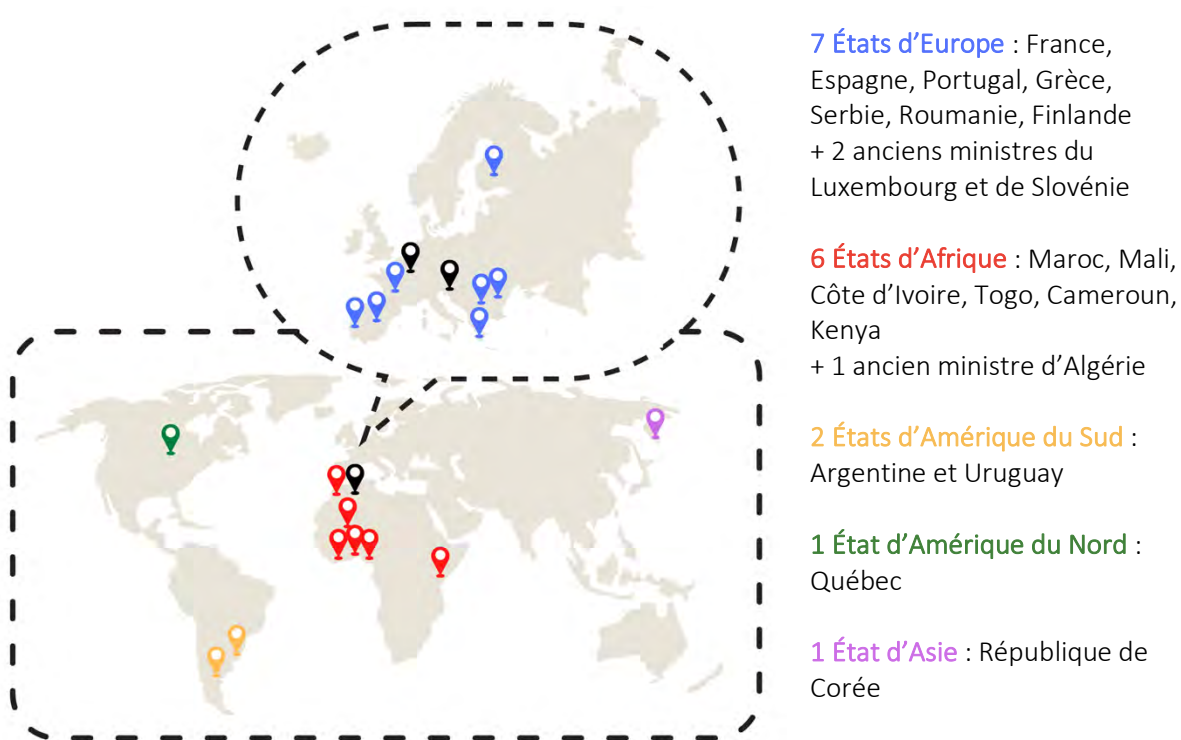 7 États d’Europe : France,
Espagne, Portugal, Grèce,
Serbie, Roumanie, Finlande
+ 2 anciens ministres du
Luxembourg et de Slovénie
6 États d’Afrique : Maroc, Mali,
Côte d’Ivoire, Togo, Cameroun,
Kenya
+ 1 ancien ministre d’Algérie
2 États d’Amérique du Sud :
Argentine et Uruguay
1 État d’Amérique du Nord :
Québec
1 État d’Asie : République de
Corée